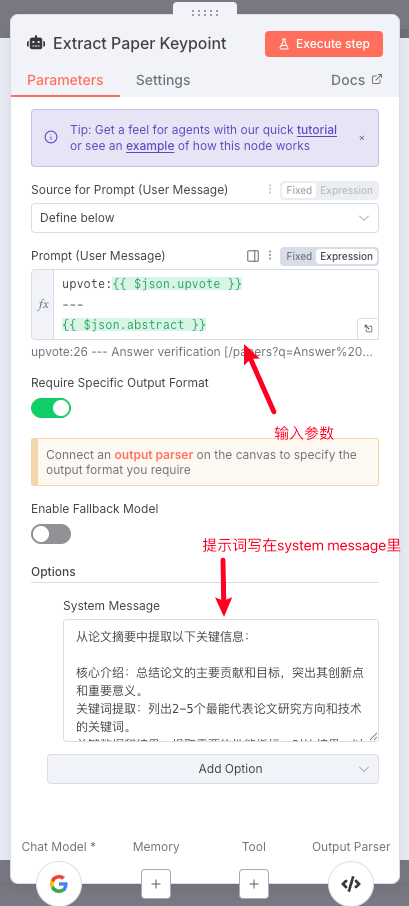 Extract Paper Keypoint
Execute step
Parameters
Settings
Docs
Tip: Get a feel for agents with our quick tutorial
or see an example of how this node works
×
Source for Prompt (User Message)
Fixed
Expression
Define below
Prompt (User Message)
Fixed
Expression
fx
upvote:{{ $json.upvote }}
---
{{ $json.abstract }}
upvote:26 --- Answer verification [/papers?q=Answer%20...
输入参数
Require Specific Output Format
Connect an output parser on the canvas to specify the
output format you require
Enable Fallback Model
提示词写在system message里
Options
System Message
从论文摘要中提取以下关键信息：
核心介绍：总结论文的主要贡献和目标，突出其创新点
和重要意义。
关键词提取：列出2-5个最能代表论文研究方向和技术
的关键词。
Add Option
Chat Model *
Memory
Tool
Output Parser